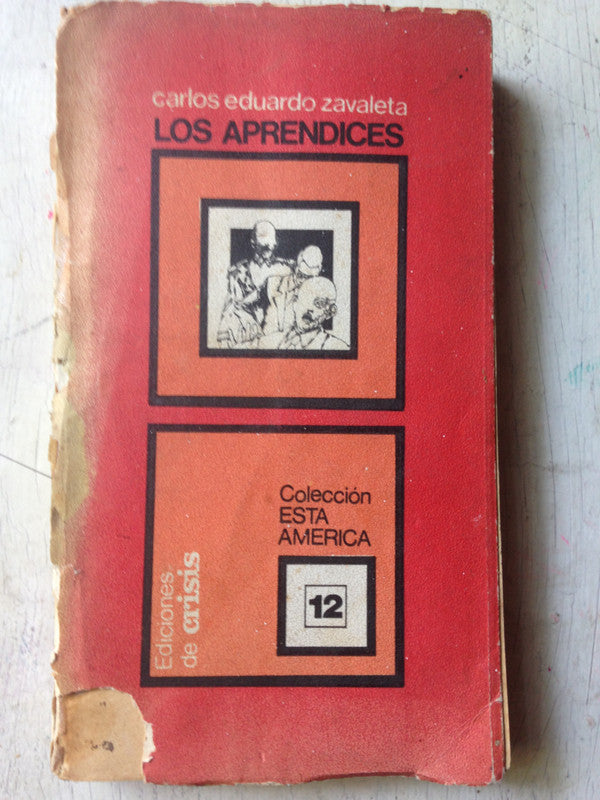 carlos eduardo zavaleta
LOS APRENDICES
Colección
ESTA
AMERICA
12
Ediciones
de crisis